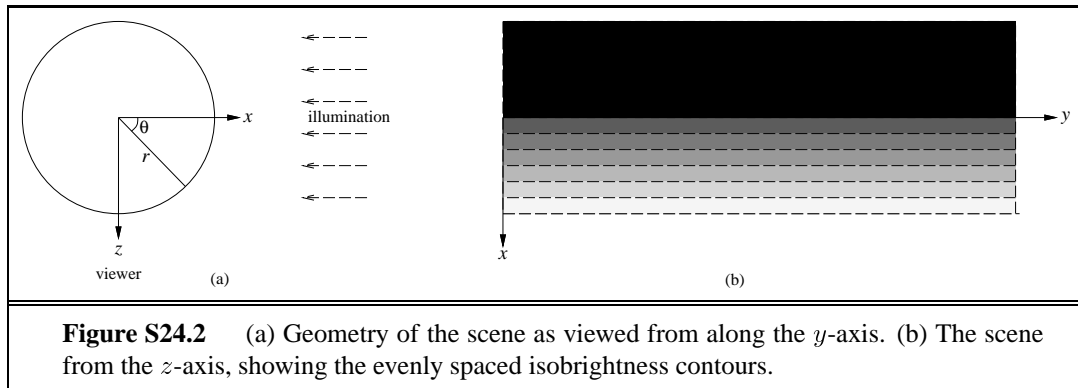 x
θ
r
z
viewer
(a)
illumination
y
x
(b)
Figure S24.2 (a) Geometry of the scene as viewed from along the y-axis. (b) The scene
from the z-axis, showing the evenly spaced isobrightness contours.